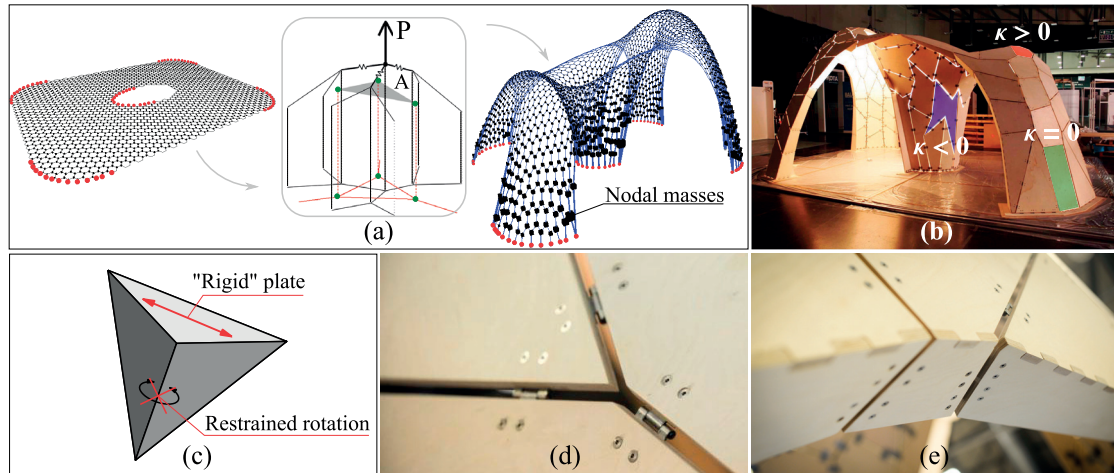 P
A
Nodal masses
(a)
κ > 0
κ = 0
κ < 0
(b)
"Rigid" plate
Restrained rotation
(c)
(d)
(e)